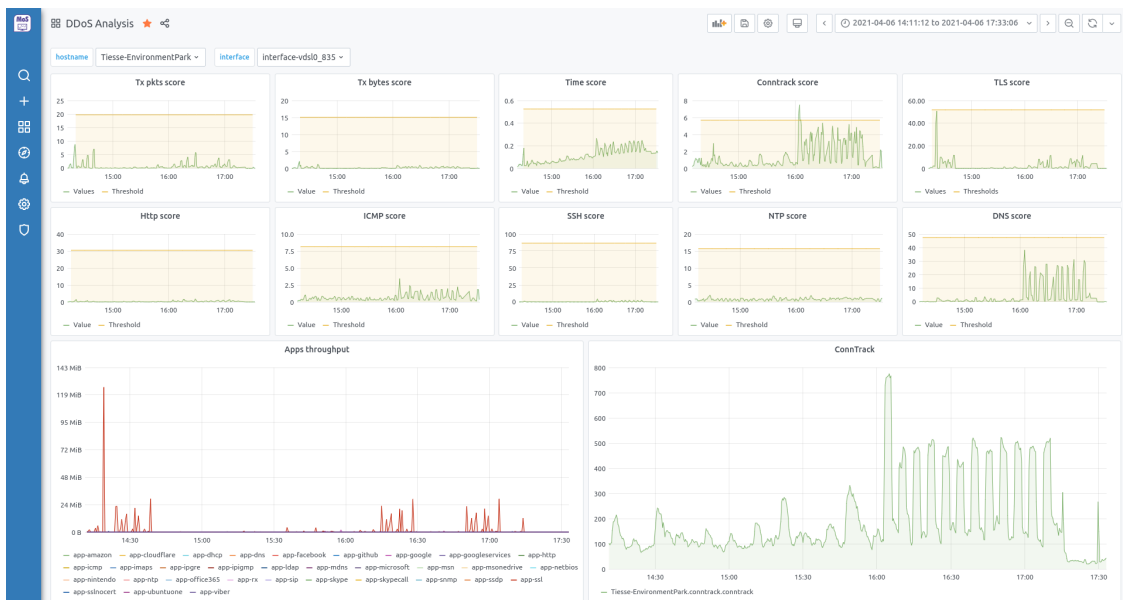 MoS
DDoS Analysis
2021-04-06 14:11:12 to 2021-04-06 17:33:06
hostname Tiesse-EnvironmentPark interface interface-vdsl0_835
Tx pkts score
25
20
15
10
5
0
15:00 16:00 17:00
Values Threshold
Tx bytes score
20
15
10
5
0
15:00 16:00 17:00
Value Threshold
Time score
0.6
0.4
0.2
0
15:00 16:00 17:00
Value Threshold
Conntrack score
8
6
4
2
0
15:00 16:00 17:00
Values Threshold
TLS score
60.00
40.00
20.00
0
15:00 16:00 17:00
Values Thresholds
Http score
40
30
20
10
0
15:00 16:00 17:00
Value Threshold
ICMP score
10.0
7.5
5.0
2.5
0
15:00 16:00 17:00
Value Threshold
SSH score
100
75
50
25
0
15:00 16:00 17:00
Value Threshold
NTP score
20
15
10
5
0
15:00 16:00 17:00
Value Threshold
DNS score
50
40
30
20
10
0
15:00 16:00 17:00
Value Threshold
Apps throughput
143 MiB
119 MiB
95 MiB
72 MiB
48 MiB
24 MiB
0 B
14:30 15:00 15:30 16:00 16:30 17:00 17:30
app-amazon app-cloudflare app-dhcp app-dns app-facebook app-github app-google app-googleservices app-http
app-icmp app-imaps app-ipgre app-ipigmp app-ldap app-mdns app-microsoft app-msn app-msonedrive app-netbios
app-nintendo app-ntp app-office365 app-rx app-sip app-skype app-skypecall app-snmp app-ssdp app-ssl
app-sslnocert app-ubuntuone app-viber
ConnTrack
800
700
600
500
400
300
200
100
0
14:30 15:00 15:30 16:00 16:30 17:00 17:30
Tiesse-EnvironmentPark.conntrack.conntrack